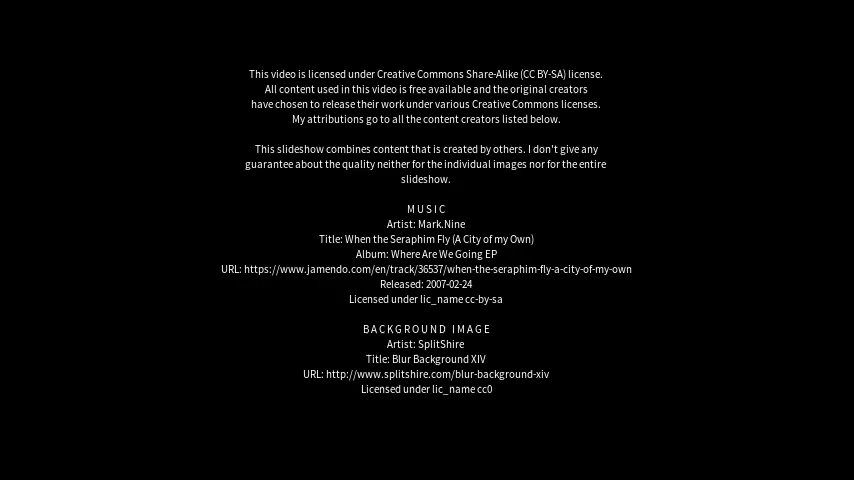 This video is licensed under Creative Commons Share-Alike (CC BY-SA) license.
All content used in this video is free available and the original creators
have chosen to release their work under various Creative Commons licenses.
My attributions go to all the content creators listed below.
This slideshow combines content that is created by others. I don't give any
guarantee about the quality neither for the individual images nor for the entire
slideshow.
MUSIC
Artist: Mark.Nine
Title: When the Seraphim Fly (A City of my Own)
Album: Where Are We Going EP
URL: https://www.jamendo.com/en/track/36537/when-the-seraphim-fly-a-city-of-my-own
Released: 2007-02-24
Licensed under lic_name cc-by-sa
BACKGROUND IMAGE
Artist: SplitShire
Title: Blur Background XIV
URL: http://www.splitshire.com/blur-background-xiv
Licensed under lic_name cc0